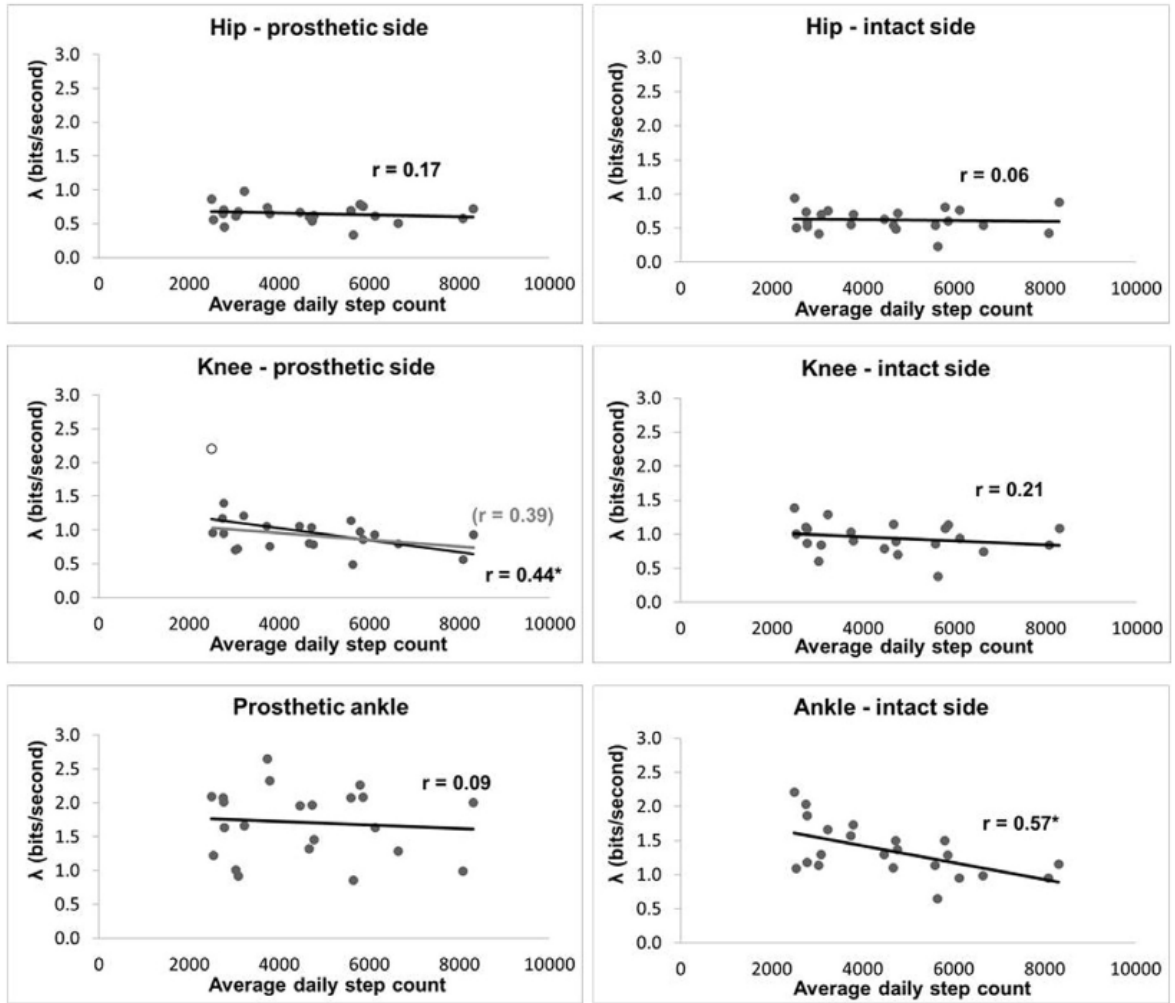 Hip - prosthetic side
λ (bits/second)
3.0
2.5
2.0
1.5
1.0
0.5
0.0
r = 0.17
0 2000 4000 6000 8000 10000
Average daily step count
Hip - intact side
λ (bits/second)
3.0
2.5
2.0
1.5
1.0
0.5
0.0
r = 0.06
0 2000 4000 6000 8000 10000
Average daily step count
Knee - prosthetic side
λ (bits/second)
3.0
2.5
2.0
1.5
1.0
0.5
0.0
(r = 0.39)
r = 0.44*
0 2000 4000 6000 8000 10000
Average daily step count
Knee - intact side
λ (bits/second)
3.0
2.5
2.0
1.5
1.0
0.5
0.0
r = 0.21
0 2000 4000 6000 8000 10000
Average daily step count
Prosthetic ankle
λ (bits/second)
3.0
2.5
2.0
1.5
1.0
0.5
0.0
r = 0.09
0 2000 4000 6000 8000 10000
Average daily step count
Ankle - intact side
λ (bits/second)
3.0
2.5
2.0
1.5
1.0
0.5
0.0
r = 0.57*
0 2000 4000 6000 8000 10000
Average daily step count